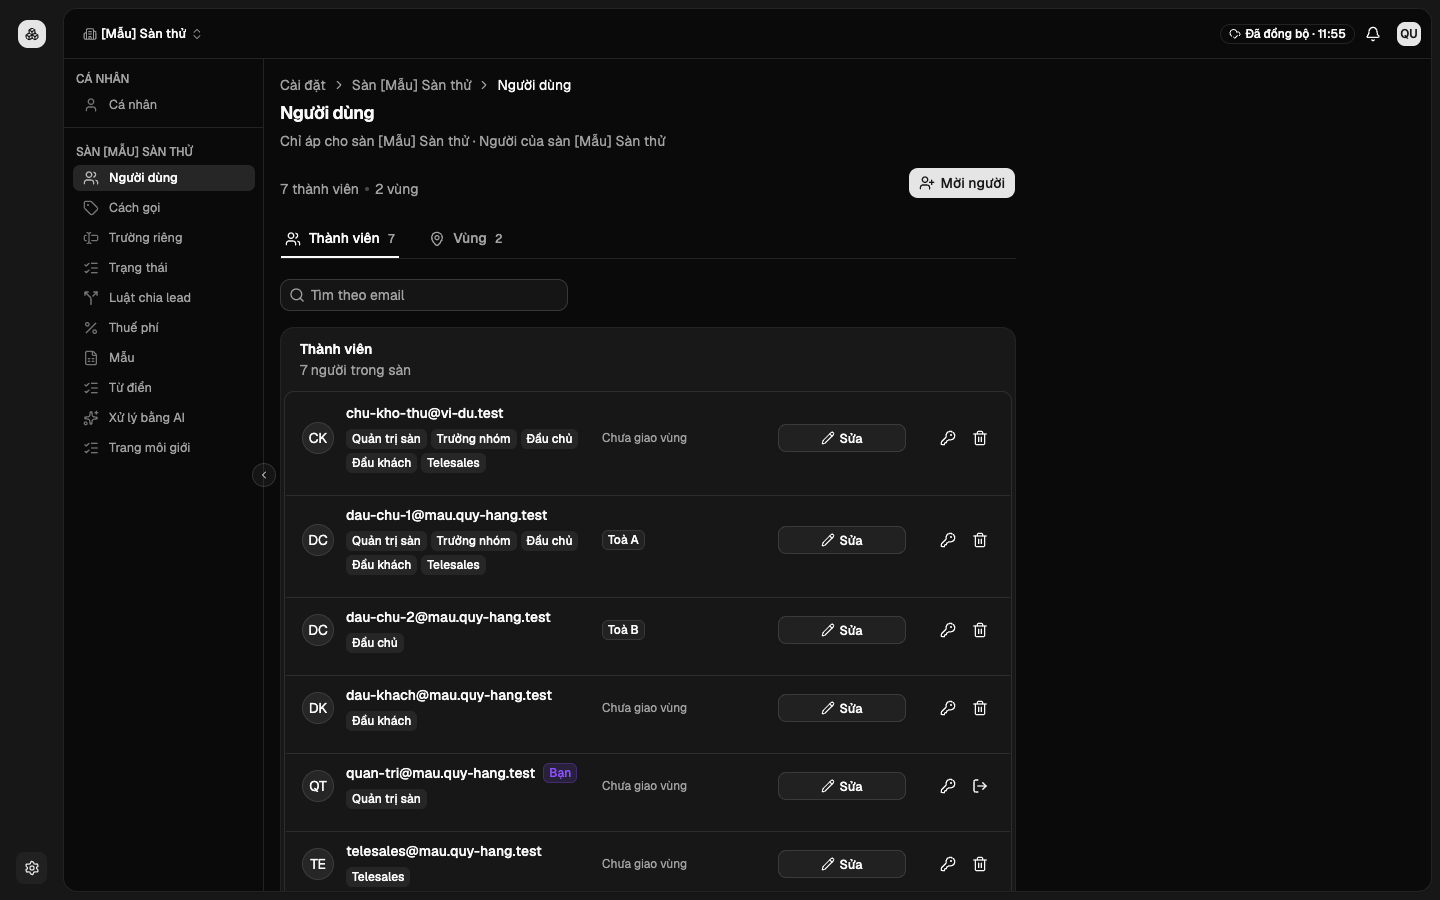 [Mẫu] Sàn thử
Đã đồng bộ · 11:55
QU
CÁ NHÂN
Cá nhân
SÀN [MẪU] SÀN THỬ
Người dùng
Cách gọi
Trường riêng
Trạng thái
Luật chia lead
Thuế phí
Mẫu
Từ điển
Xử lý bằng AI
Trang môi giới
Cài đặt > Sàn [Mẫu] Sàn thử > Người dùng
Người dùng
Chỉ áp cho sàn [Mẫu] Sàn thử · Người của sàn [Mẫu] Sàn thử
7 thành viên • 2 vùng
Mời người
Thành viên 7
Vùng 2
Tìm theo email
Thành viên
7 người trong sàn
CK
chu-kho-thu@vi-du.test
Quản trị sàn Trưởng nhóm Đầu chủ
Đầu khách Telesales
Chưa giao vùng
Sửa
DC
dau-chu-1@mau.quy-hang.test
Quản trị sàn Trưởng nhóm Đầu chủ
Đầu khách Telesales
Toà A
Sửa
DC
dau-chu-2@mau.quy-hang.test
Đầu chủ
Toà B
Sửa
DK
dau-khach@mau.quy-hang.test
Đầu khách
Chưa giao vùng
Sửa
QT
quan-tri@mau.quy-hang.test Bạn
Quản trị sàn
Chưa giao vùng
Sửa
TE
telesales@mau.quy-hang.test
Telesales
Chưa giao vùng
Sửa